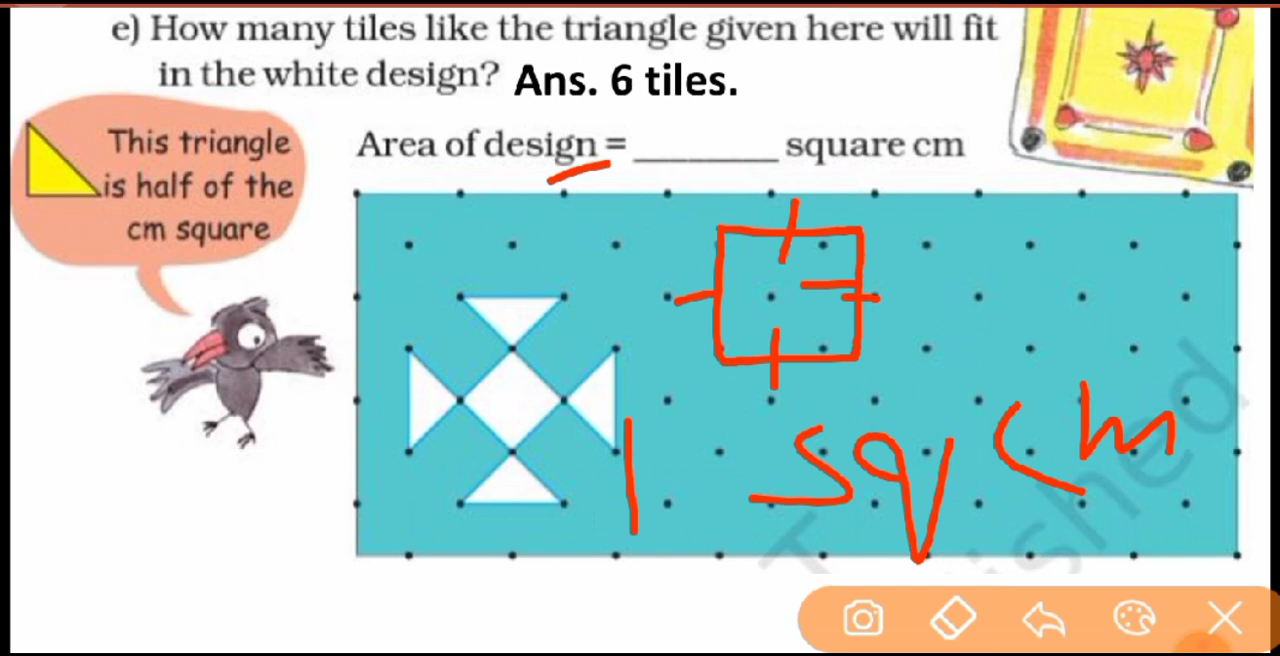 e) How many tiles like the triangle given here will fit
in the white design? Ans. 6 tiles.
This triangle
is half of the
cm square
Area of design = ________ square cm
1 sq cm